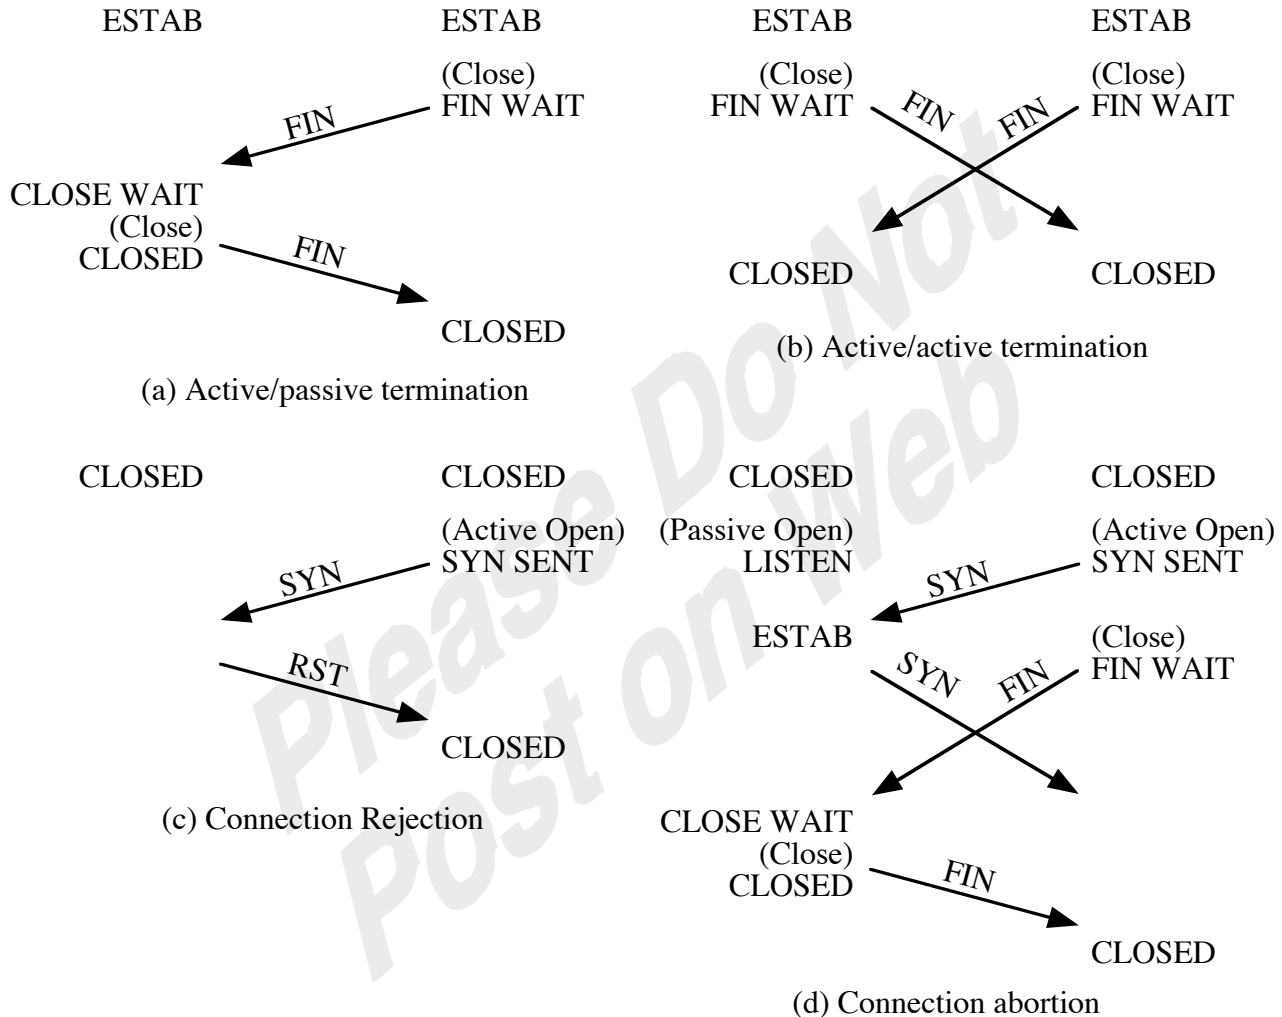 ESTAB
ESTAB
(Close)
FIN WAIT
FIN
CLOSE WAIT
(Close)
CLOSED
FIN
CLOSED
(a) Active/passive termination
ESTAB
ESTAB
(Close)
FIN WAIT
(Close)
FIN WAIT
FIN
FIN
CLOSED
CLOSED
(b) Active/active termination
CLOSED
CLOSED
(Active Open)
SYN SENT
SYN
RST
CLOSED
(c) Connection Rejection
CLOSED
CLOSED
(Passive Open)
LISTEN
(Active Open)
SYN SENT
SYN
ESTAB
(Close)
FIN WAIT
SYN
FIN
CLOSE WAIT
(Close)
CLOSED
FIN
CLOSED
(d) Connection abortion
Please Do Not
Post on Web